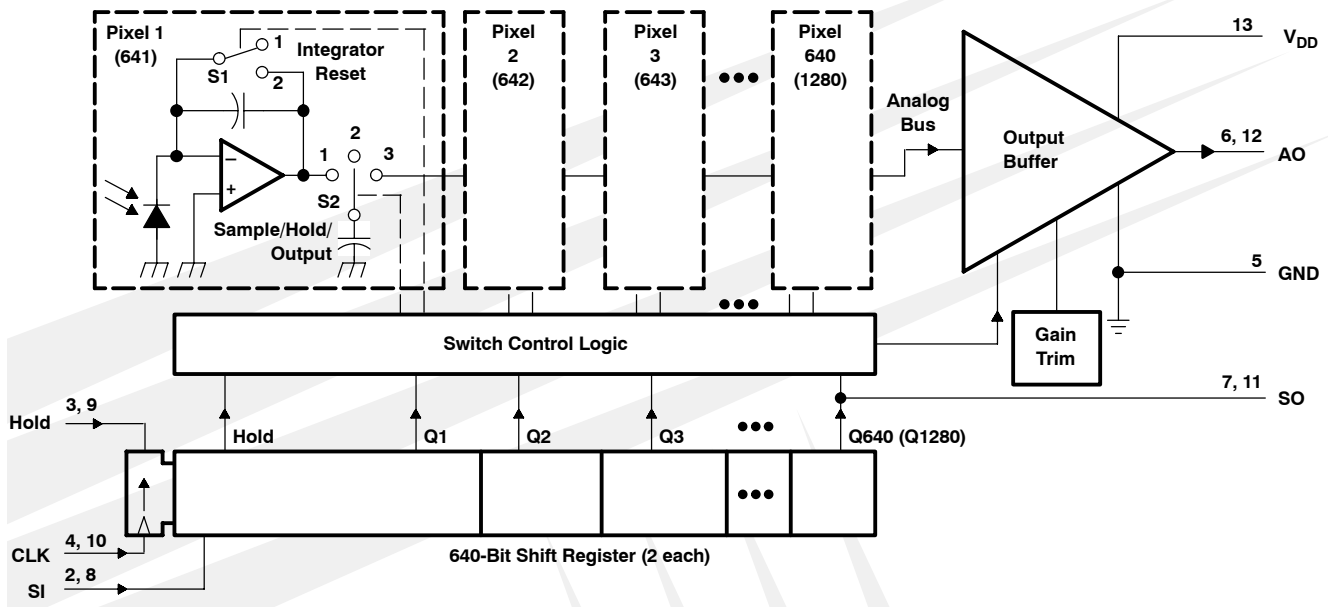 Pixel 1
(641)
1
Integrator
Reset
S1
2
Pixel
2
(642)
Pixel
3
(643)
Pixel
640
(1280)
13
VDD
Analog
Bus
Output
Buffer
6, 12
AO
2
1
3
–
+
S2
Sample/Hold/
Output
5
GND
Switch Control Logic
Gain
Trim
7, 11
SO
3, 9
Hold
Hold
Q1
Q2
Q3
Q640 (Q1280)
4, 10
CLK
640-Bit Shift Register (2 each)
2, 8
SI